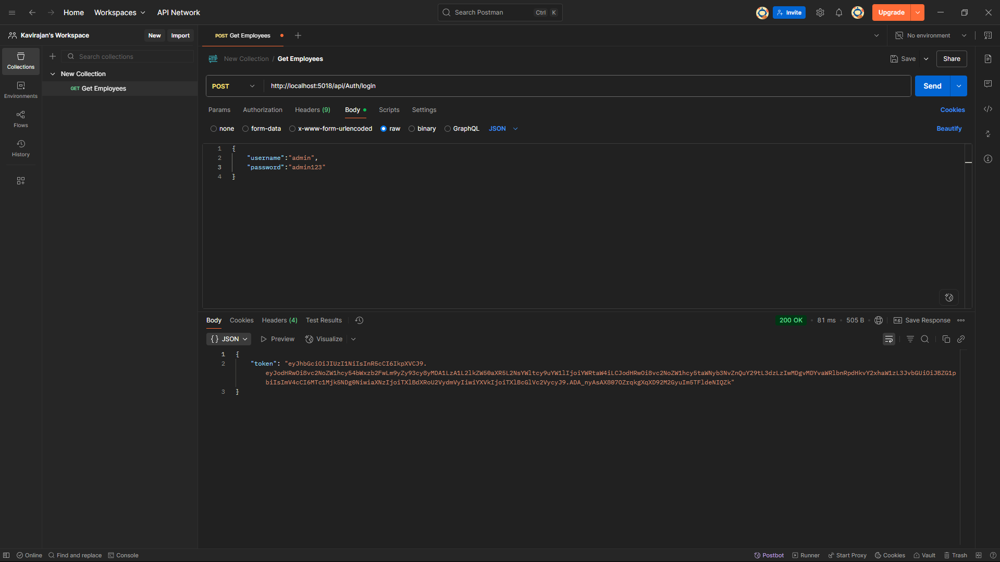 Home
Workspaces
API Network
Search Postman
Ctrl K
Invite
Upgrade
Kavirajan's Workspace
New
Import
POST Get Employees
No environment
Collections
Environments
Flows
History
Search collections
New Collection
GET Get Employees
HTTP
New Collection / Get Employees
Save
Share
POST
http://localhost:5018/api/Auth/login
Send
Params
Authorization
Headers (9)
Body
Scripts
Settings
Cookies
none
form-data
x-www-form-urlencoded
raw
binary
GraphQL
JSON
Beautify
1 {
2 "username":"admin",
3 "password":"admin123"
4 }
Body
Cookies
Headers (4)
Test Results
200 OK
81 ms
505 B
e.g. Save Response
{} JSON
Preview
Visualize
1 {
2 "token": "eyJhbGciOiJIUzI1NiIsInR5cCI6IkpXVCJ9.
eyJodHRwOi8vc2NoZW1hcy54bWxzb2FwLm9yZy93cy8yMDA1LzA1L2lkZW50aXR5L2NsYWltcy9uYW1lIjoiYWRtaW4iLCJodHRwOi8vc2NoZW1hcy5taWNyb3NvZnQuY29tL3dzLzIwMDgvMDYvaWRlbnRpdHkvY2xhaW1zL3JvbGUiOiJBZG1p
biIsImV4cCI6MTc1Mjk5NDg0NiwiaXNzIjoiTXlBdXRoU2VydmVyIiwiYXVkIjoiTXlBcGlVc2VycyJ9.ADA_nyAsAX807OZrqkgXqXD92M2GyuIm5TFldeNIQZk"
3 }
Online
Find and replace
Console
Postbot
Runner
Start Proxy
Cookies
Vault
Trash